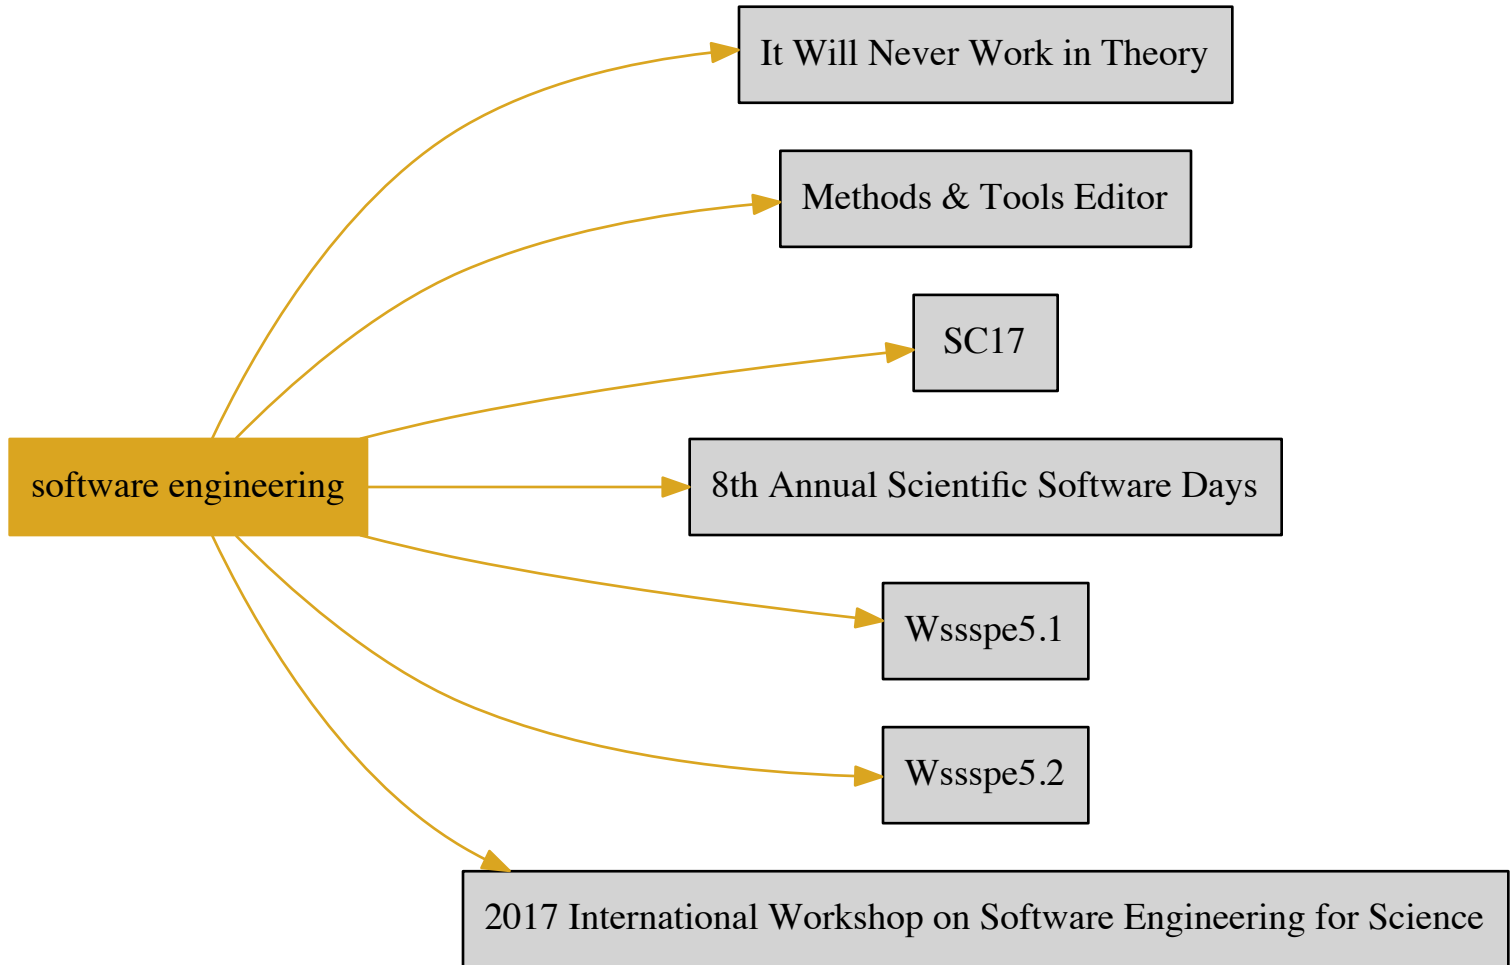 It Will Never Work in Theory
Methods & Tools Editor
SC17
software engineering
8th Annual Scientific Software Days
Wssspe5.1
Wssspe5.2
2017 International Workshop on Software Engineering for Science